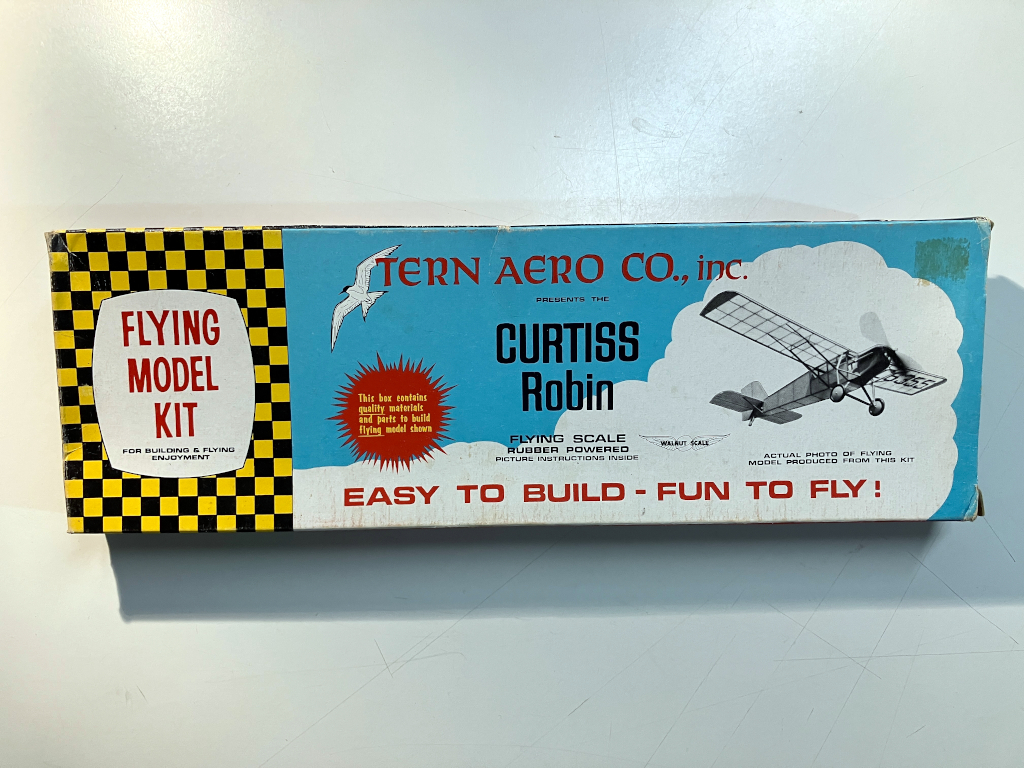 FLYING
MODEL
KIT
FOR BUILDING & FLYING
ENJOYMENT
TERN AERO CO., inc.
PRESENTS THE
CURTISS
Robin
This box contains
quality materials
and parts to build
flying model shown
FLYING SCALE
RUBBER POWERED
PICTURE INSTRUCTIONS INSIDE
WALNUT SCALE
ACTUAL PHOTO OF FLYING
MODEL PRODUCED FROM THIS KIT
EASY TO BUILD - FUN TO FLY!